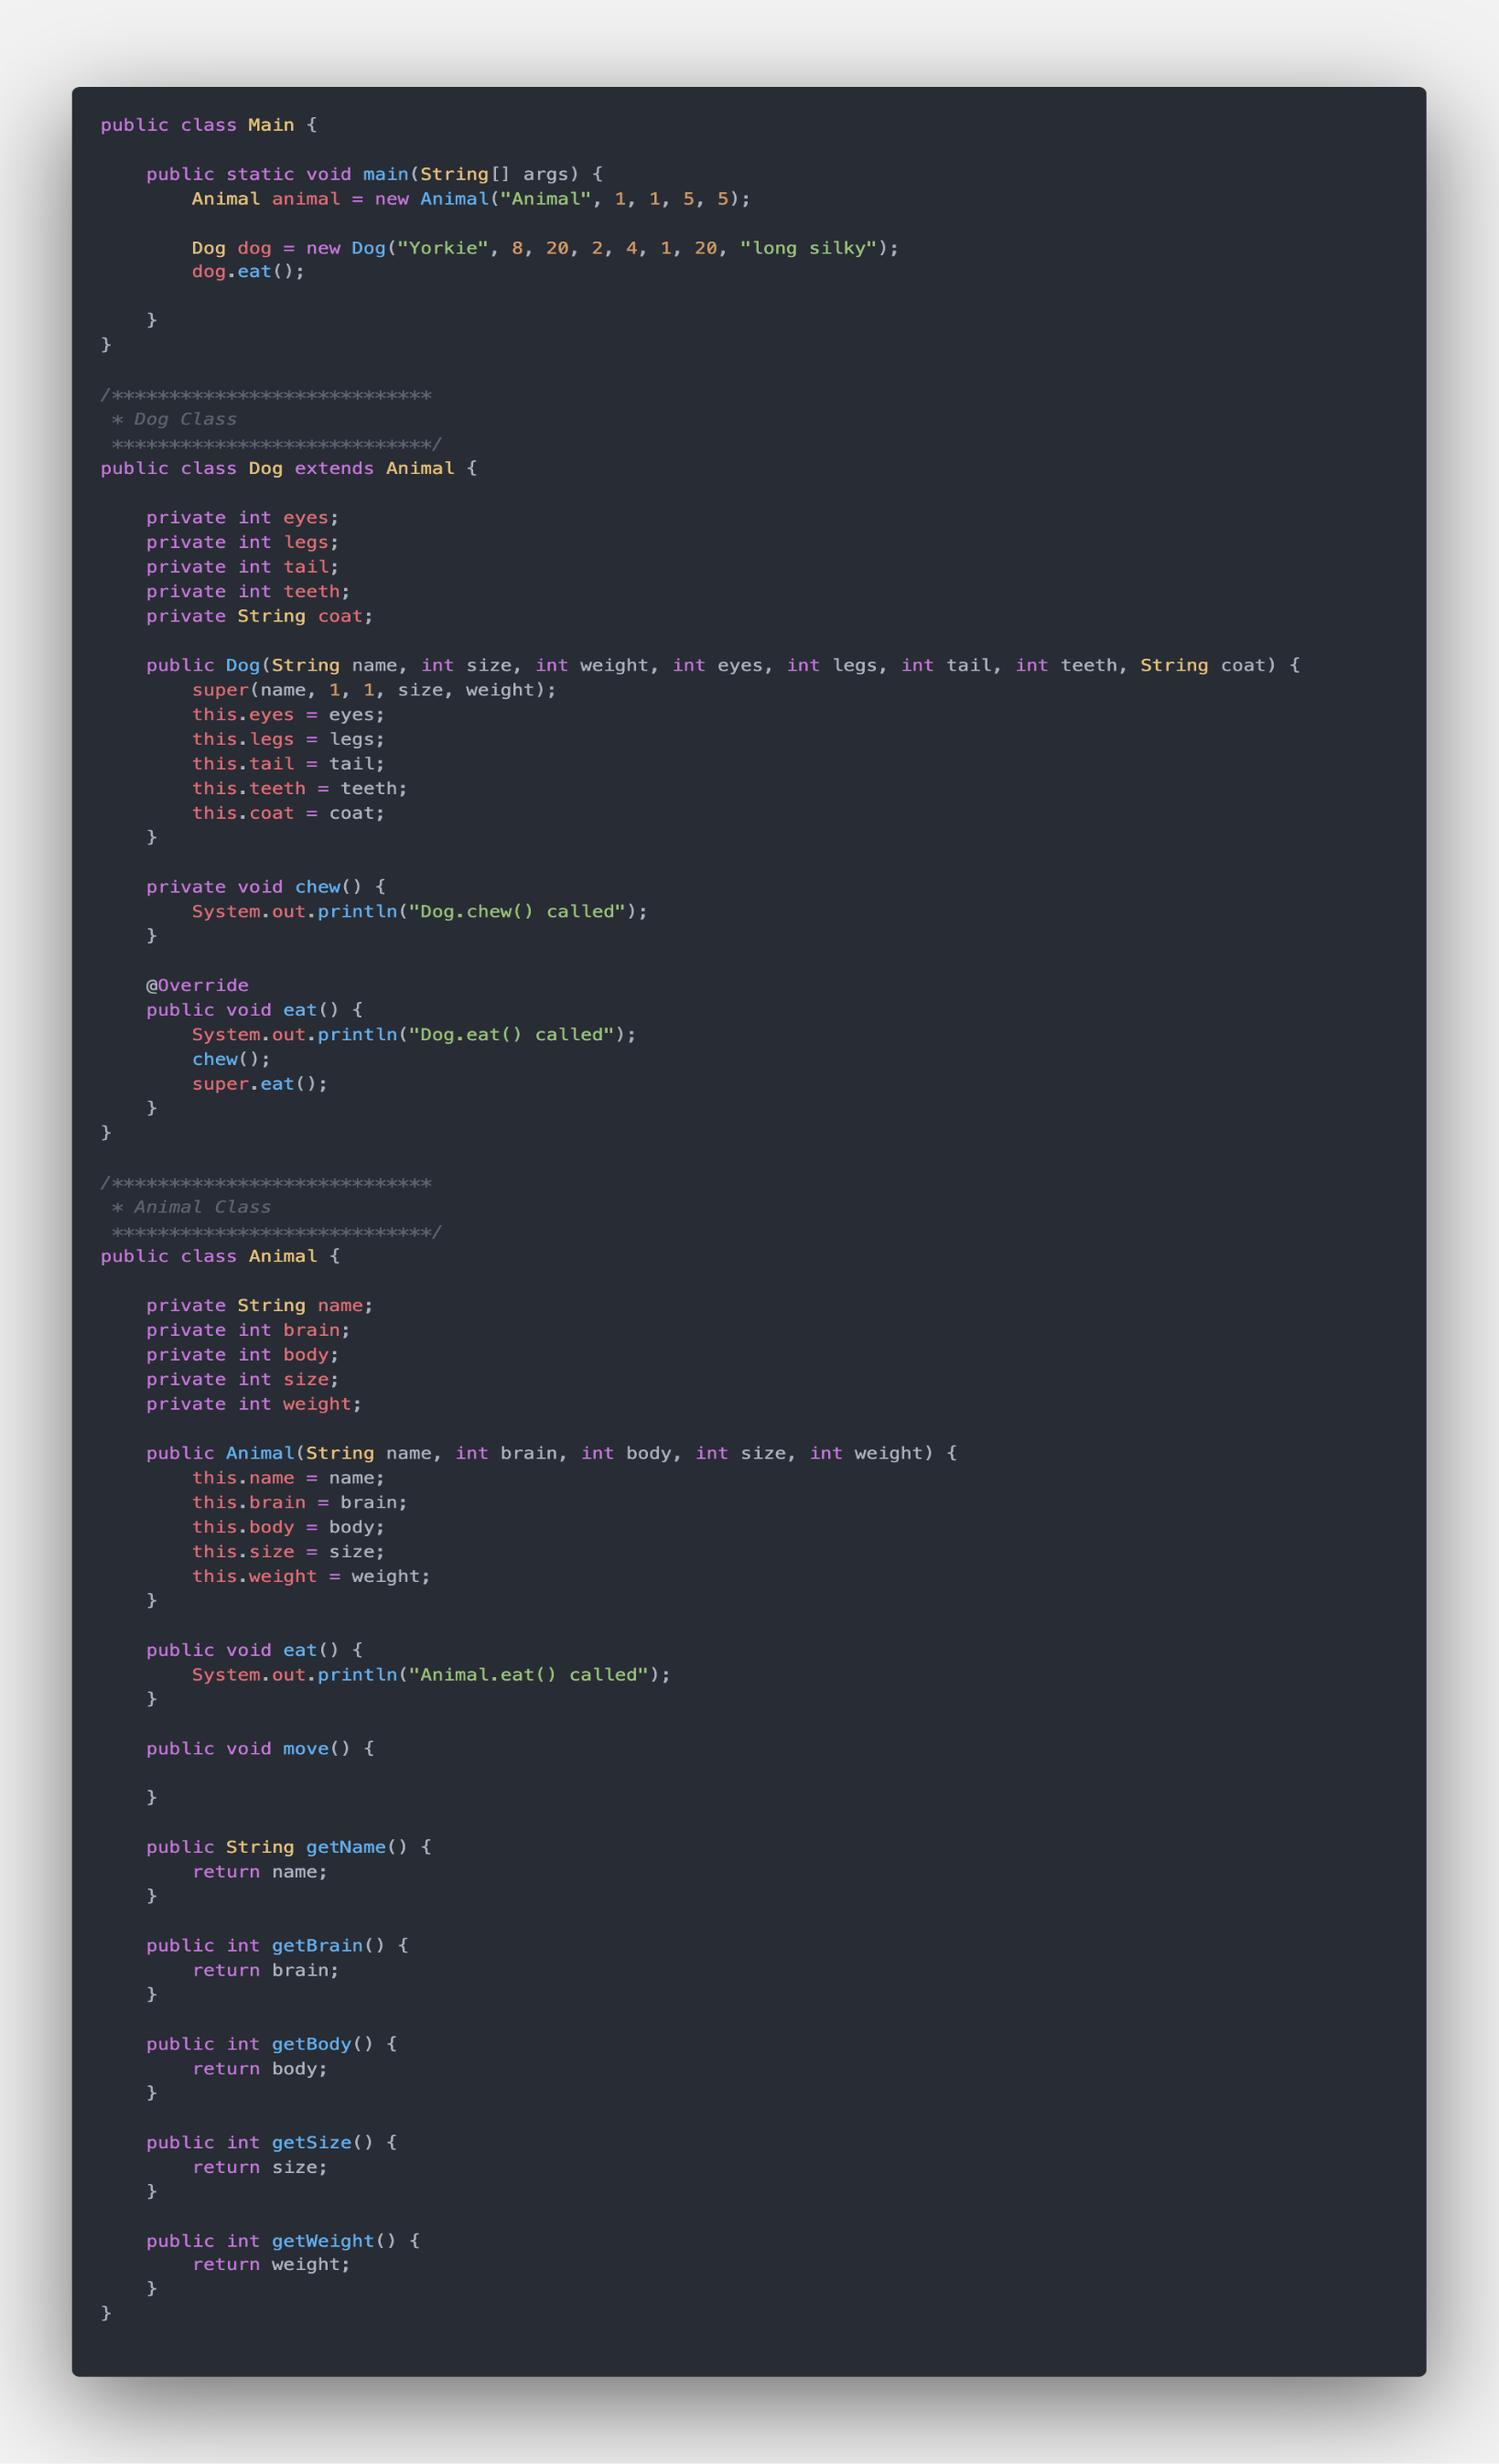 public class Main {
    public static void main(String[] args) {
        Animal animal = new Animal("Animal", 1, 1, 5, 5);
        Dog dog = new Dog("Yorkie", 8, 20, 2, 4, 1, 20, "long silky");
        dog.eat();
    }
}
/****************************
 * Dog Class
 ****************************/
public class Dog extends Animal {
    private int eyes;
    private int legs;
    private int tail;
    private int teeth;
    private String coat;
    public Dog(String name, int size, int weight, int eyes, int legs, int tail, int teeth, String coat) {
        super(name, 1, 1, size, weight);
        this.eyes = eyes;
        this.legs = legs;
        this.tail = tail;
        this.teeth = teeth;
        this.coat = coat;
    }
    private void chew() {
        System.out.println("Dog.chew() called");
    }
    @Override
    public void eat() {
        System.out.println("Dog.eat() called");
        chew();
        super.eat();
    }
}
/****************************
 * Animal Class
 ****************************/
public class Animal {
    private String name;
    private int brain;
    private int body;
    private int size;
    private int weight;
    public Animal(String name, int brain, int body, int size, int weight) {
        this.name = name;
        this.brain = brain;
        this.body = body;
        this.size = size;
        this.weight = weight;
    }
    public void eat() {
        System.out.println("Animal.eat() called");
    }
    public void move() {
    }
    public String getName() {
        return name;
    }
    public int getBrain() {
        return brain;
    }
    public int getBody() {
        return body;
    }
    public int getSize() {
        return size;
    }
    public int getWeight() {
        return weight;
    }
}